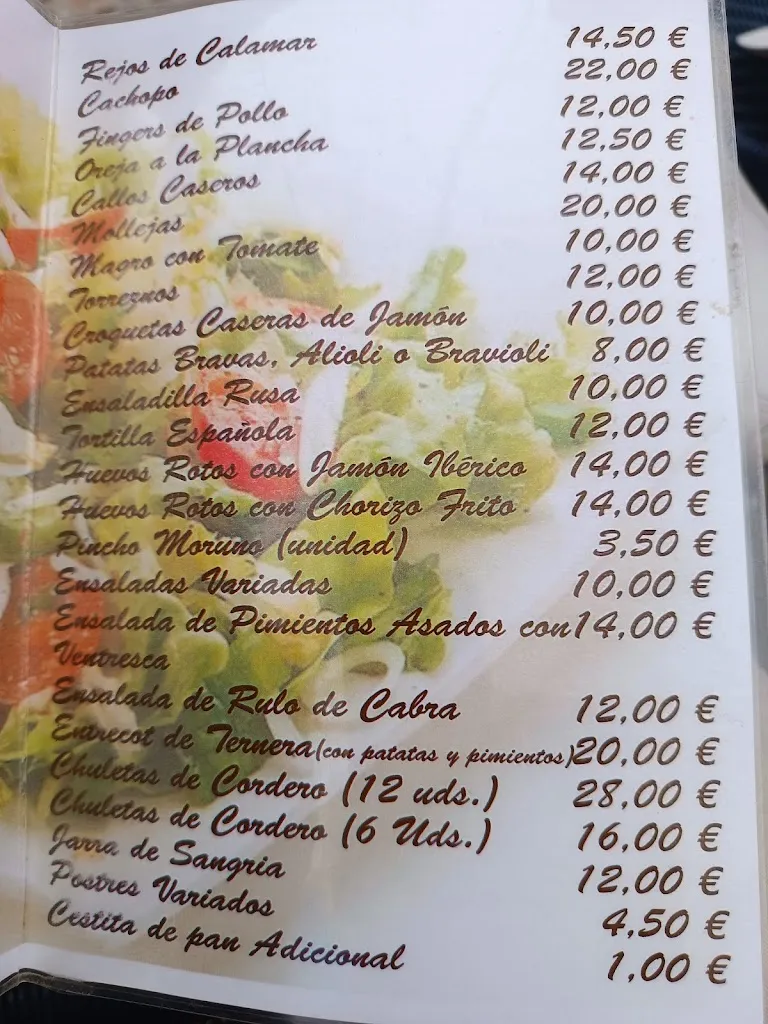 Rejos de Calamar 14,50 €
Cachopo 22,00 €
Fingers de Pollo 12,00 €
Oreja a la Plancha 12,50 €
Callos Caseros 14,00 €
Mollejas 20,00 €
Magro con Tomate 10,00 €
Torreznos 12,00 €
Croquetas Caseras de Jamón 10,00 €
Patatas Bravas, Alioli o Bravioli 8,00 €
Ensaladilla Rusa 10,00 €
Tortilla Española 12,00 €
Huevos Rotos con Jamón Ibérico 14,00 €
Huevos Rotos con Chorizo Frito 14,00 €
Pincho Moruno (unidad) 3,50 €
Ensaladas Variadas 10,00 €
Ensalada de Pimientos Asados con 14,00 €
Ventresca
Ensalada de Rulo de Cabra 12,00 €
Entrecot de Ternera (con patatas y pimientos) 20,00 €
Chuletas de Cordero (12 uds.) 28,00 €
Chuletas de Cordero (6 Uds.) 16,00 €
Jarra de Sangria 12,00 €
Postres Variados 4,50 €
Cestita de pan Adicional 1,00 €